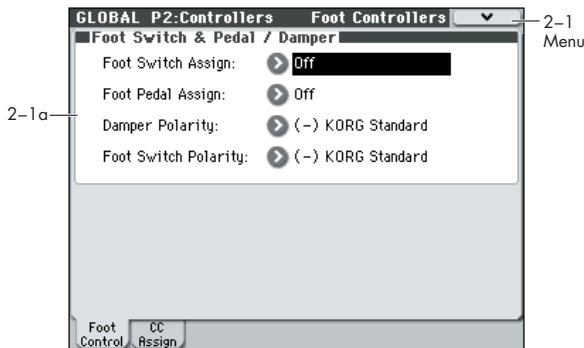 GLOBAL P2:Controllers Foot Controllers
2–1
Menu
Foot Switch & Pedal / Damper
Foot Switch Assign: Off
Foot Pedal Assign: Off
2–1a
Damper Polarity: (-) KORG Standard
Foot Switch Polarity: (-) KORG Standard
Foot Control
CC Assign